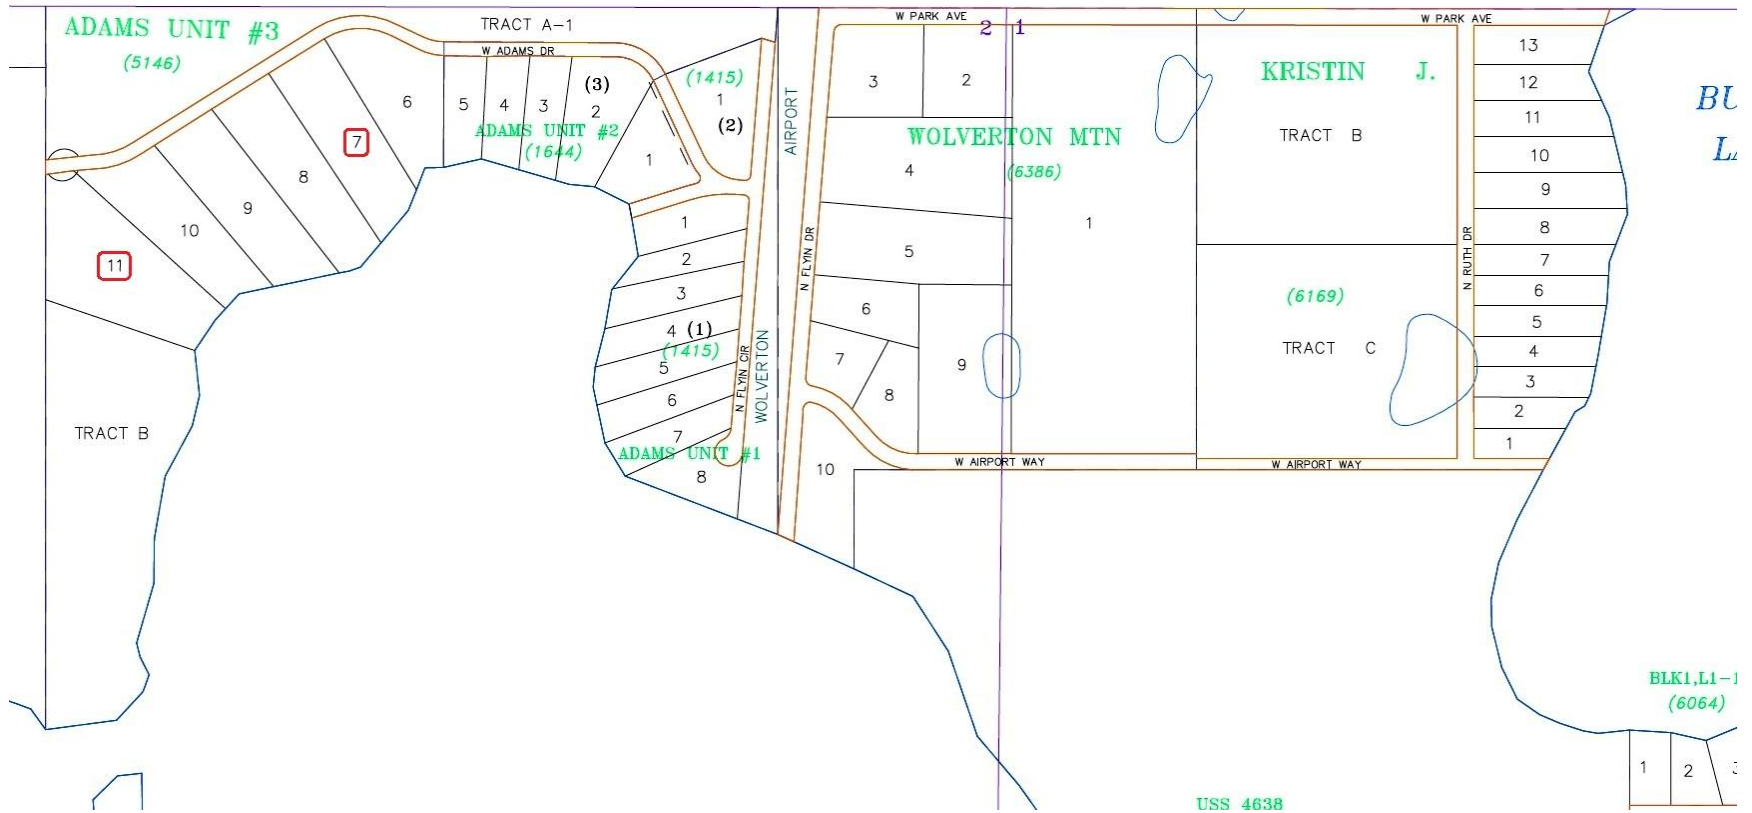 ADAMS UNIT #3
(5146)
TRACT A-1
W ADAMS DR
11
10
9
8
7
6
5
4
3
2
1
(3)
ADAMS UNIT #2
(1644)
TRACT B
(1415)
1
(2)
1
2
3
4 (1)
(1415)
5
6
7
ADAMS UNIT #1
8
N FLYIN CIR
WOLVERTON
AIRPORT
N FLYIN DR
W PARK AVE
2 1
W PARK AVE
3
2
WOLVERTON MTN
(6386)
4
1
5
6
7
8
9
10
W AIRPORT WAY
KRISTIN J.
TRACT B
(6169)
TRACT C
W AIRPORT WAY
N RUTH DR
13
12
11
10
9
8
7
6
5
4
3
2
1
BLK1,L1-1
(6064)
1
2
USS 4638